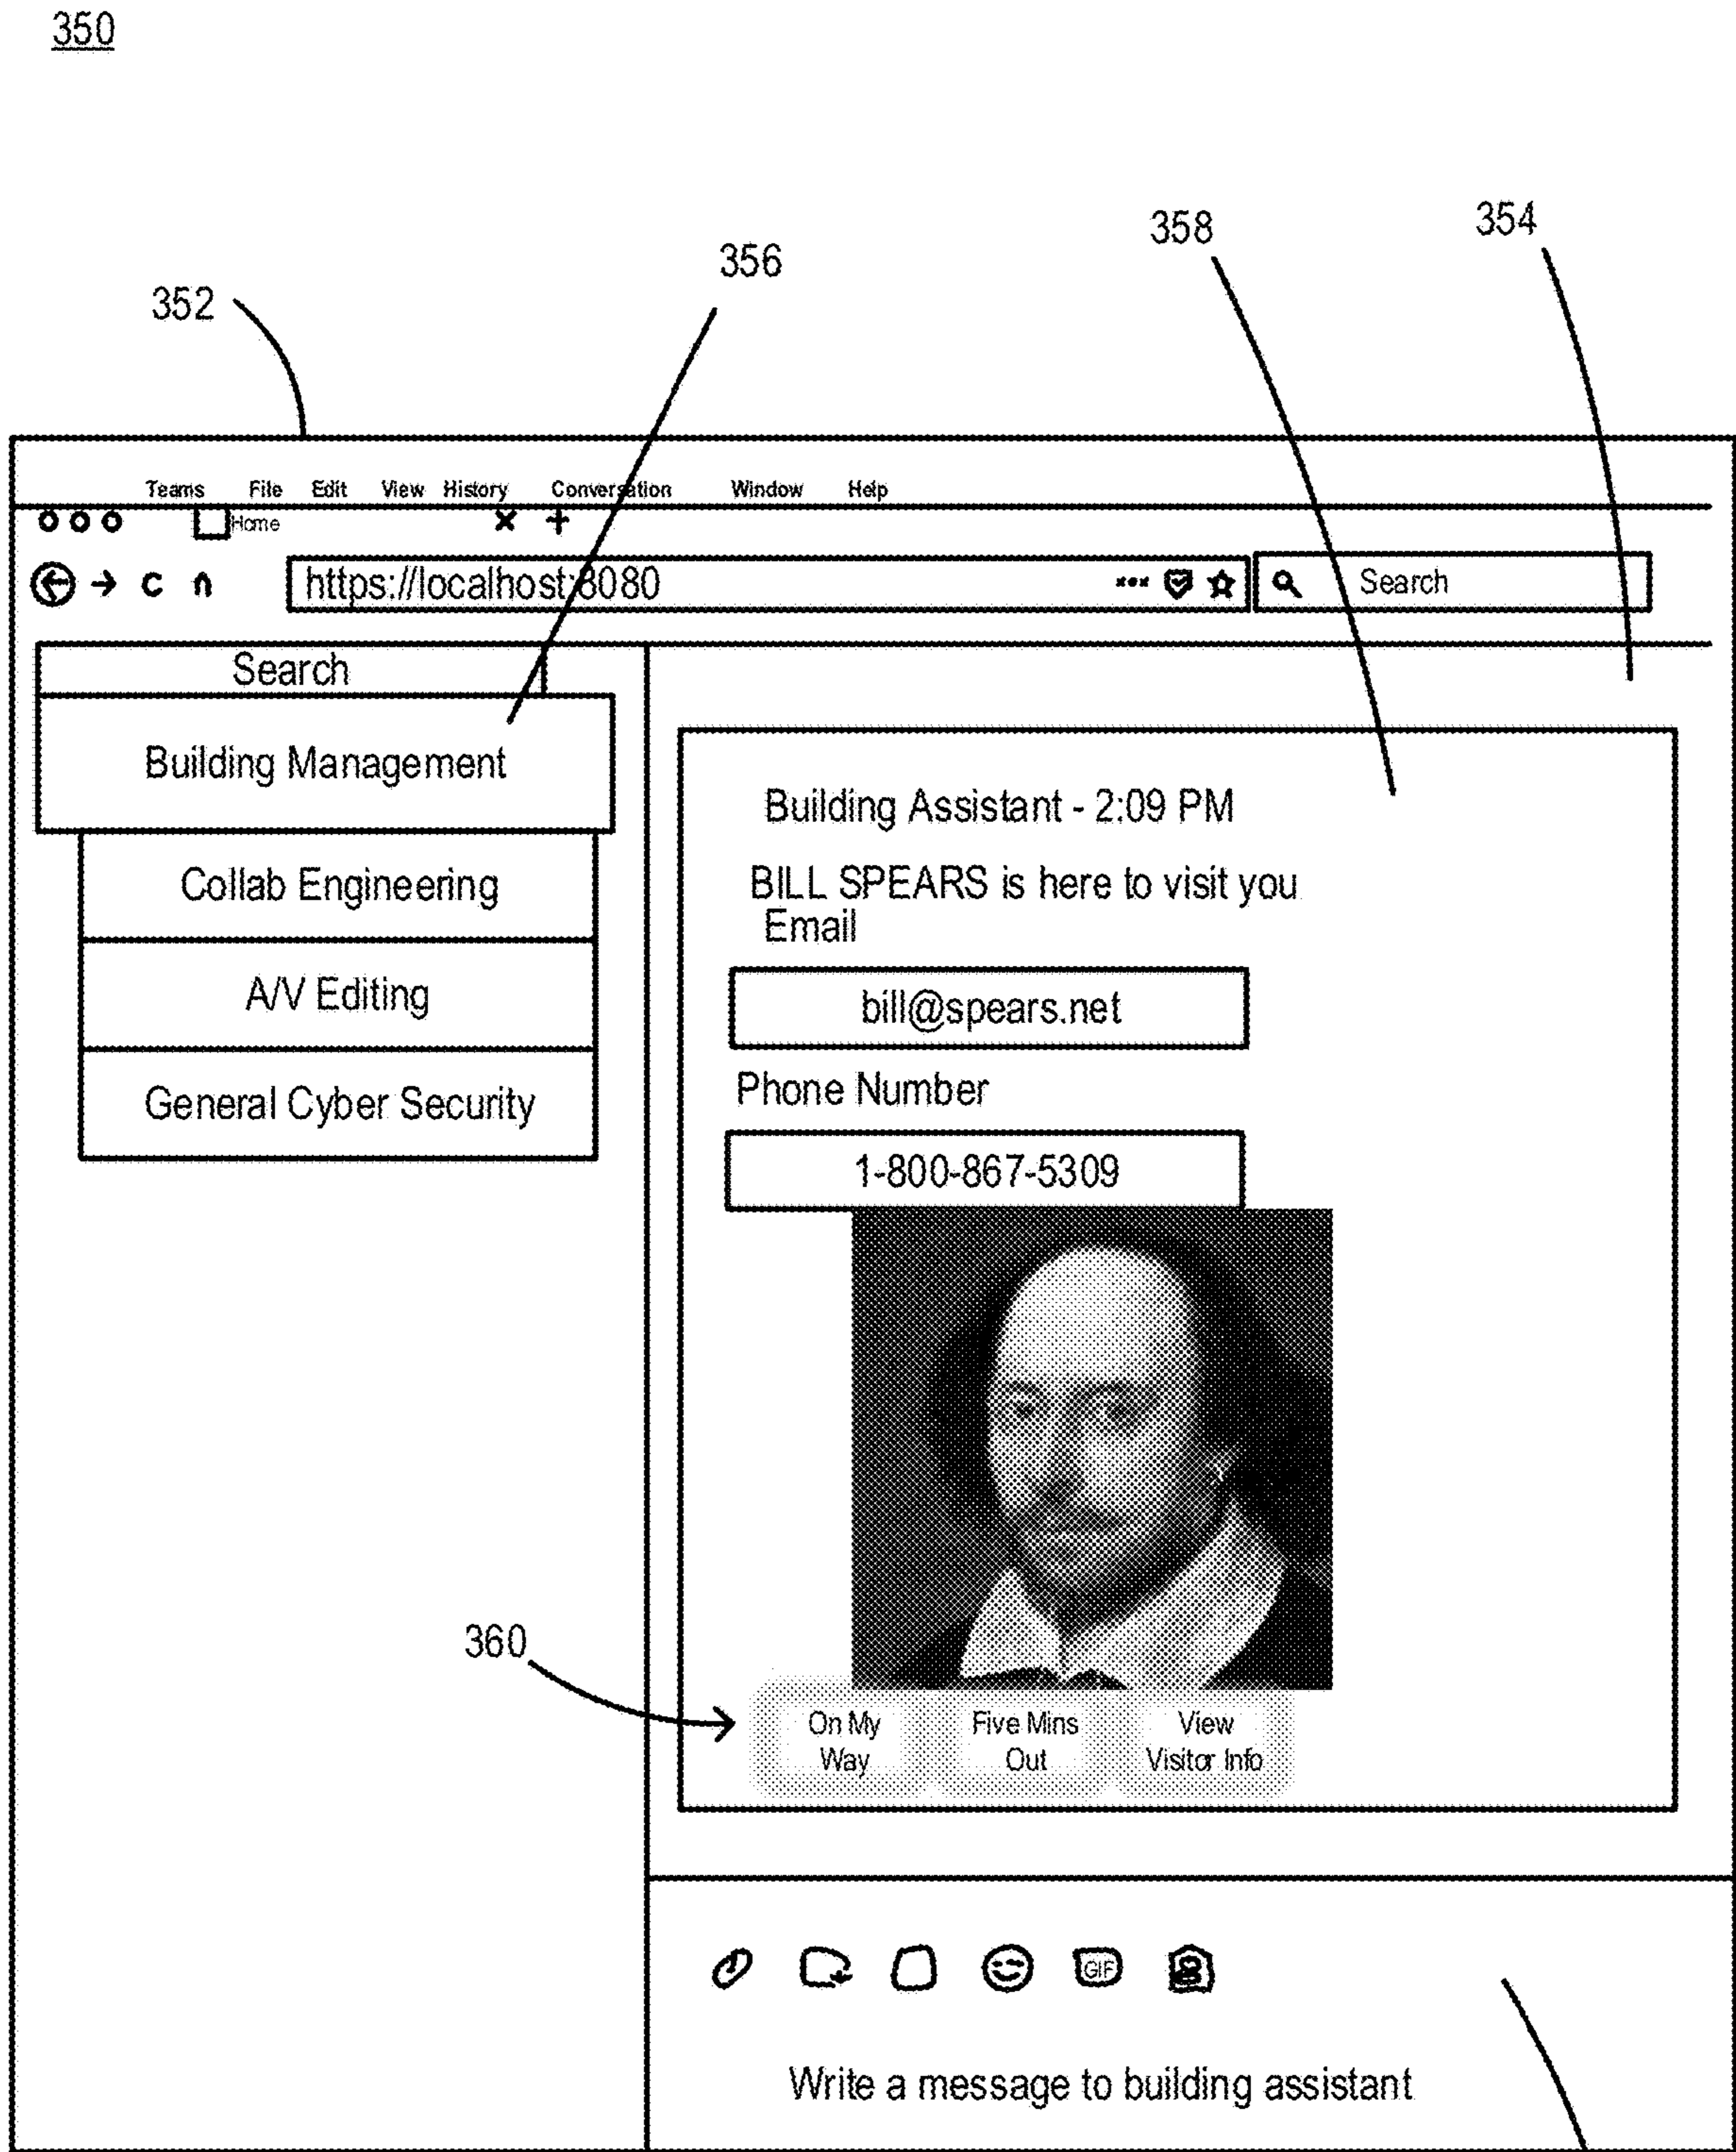 350
356
358
354
352
Teams File Edit View History Conversation Window Help
Home
https://localhost:8080
Search
Search
Building Management
Collab Engineering
A/V Editing
General Cyber Security
Building Assistant - 2:09 PM
BILL SPEARS is here to visit you
Email
bill@spears.net
Phone Number
1-800-867-5309
360
On My
Way
Five Mins
Out
View
Visitor Info
GIF
Write a message to building assistant